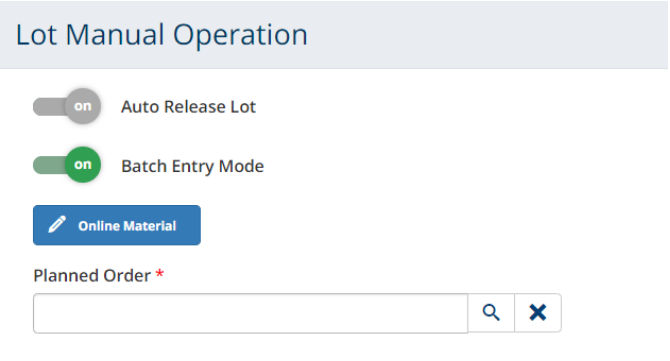 Lot Manual Operation
on Auto Release Lot
on Batch Entry Mode
Online Material
Planned Order *